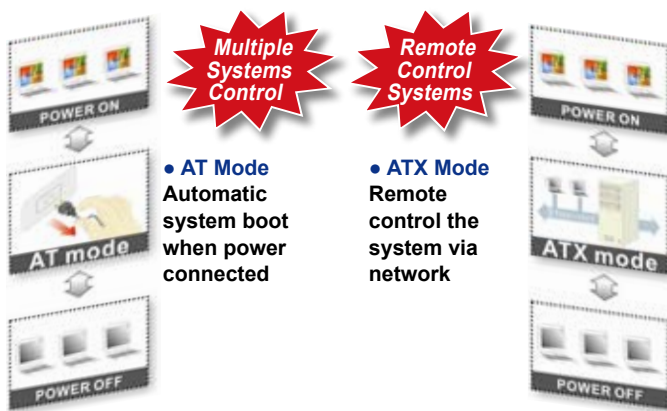 Multiple
Systems
Control
Remote
Control
Systems
POWER ON
AT mode
POWER OFF
● AT Mode
Automatic
system boot
when power
connected
● ATX Mode
Remote
control the
system via
network
POWER ON
ATX mode
POWER OFF